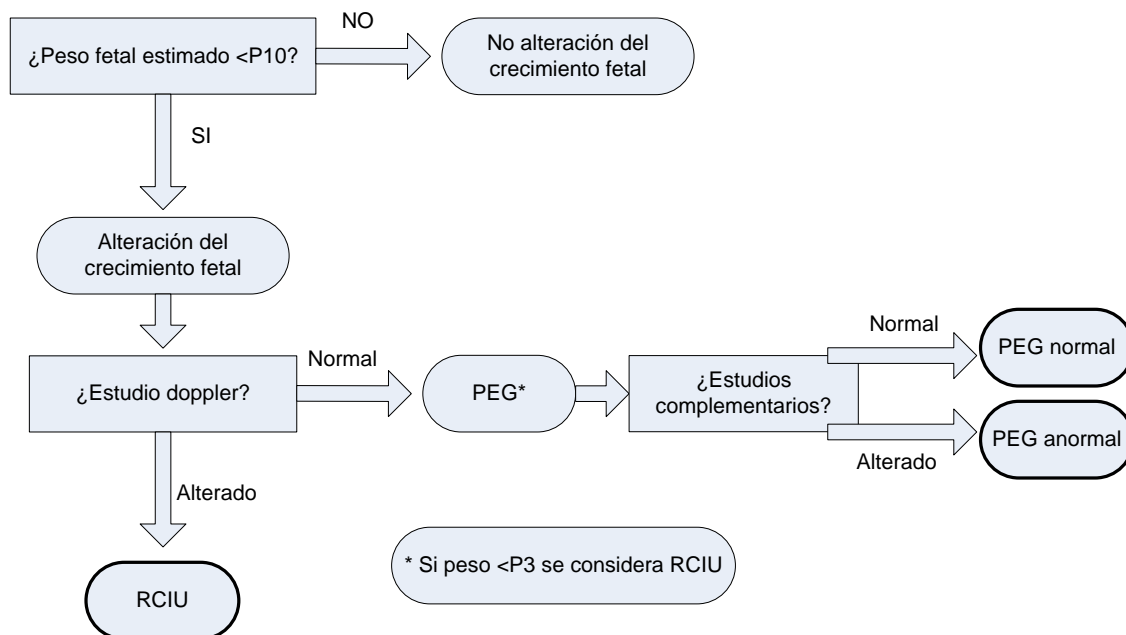 ¿Peso fetal estimado <P10?
NO
No alteración del
crecimiento fetal
SI
Alteración del
crecimiento fetal
¿Estudio doppler?
Normal
PEG*
¿Estudios
complementarios?
Normal
PEG normal
Alterado
PEG anormal
Alterado
RCIU
* Si peso <P3 se considera RCIU